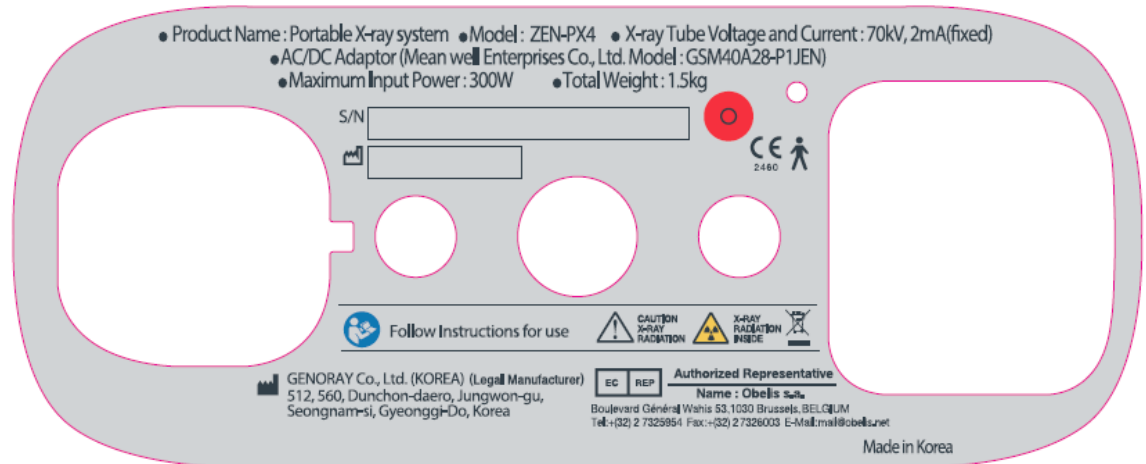 ● Product Name : Portable X-ray system ● Model : ZEN-PX4 ● X-ray Tube Voltage and Current : 70kV, 2mA(fixed)
● AC/DC Adaptor (Mean well Enterprises Co., Ltd. Model : GSM40A28-P1JEN)
● Maximum Input Power : 300W ● Total Weight : 1.5kg
S/N
CE
2460
Follow Instructions for use
CAUTION
X-RAY
RADIATION
X-RAY
RADIATION
INSIDE
GENORAY Co., Ltd. (KOREA) (Legal Manufacturer)
512, 560, Dunchon-daero, Jungwon-gu,
Seongnam-si, Gyeonggi-Do, Korea
EC REP
Authorized Representative
Name : Obelis s.a.
Boulevard Général Wahis 53,1030 Brussels, BELGIUM
Tel:+(32) 2 7325954 Fax:+(32) 2 7326003 E-Mail:mail@obelis.net
Made in Korea